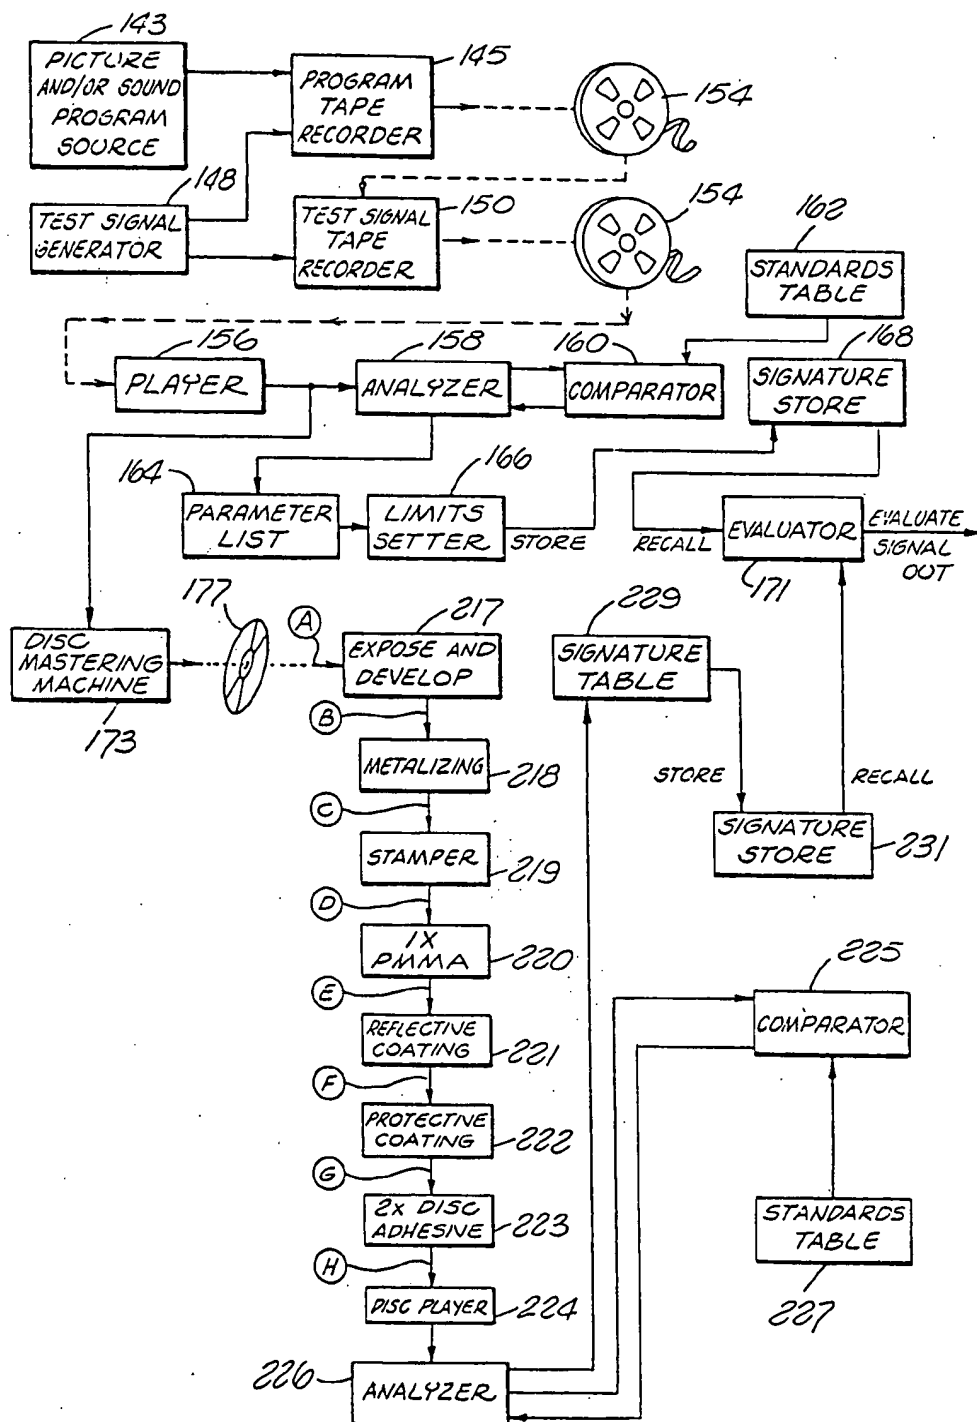 143
PICTURE
AND/OR SOUND
PROGRAM
SOURCE
145
PROGRAM
TAPE
RECORDER
154
148
TEST SIGNAL
GENERATOR
150
TEST SIGNAL
TAPE
RECORDER
154
162
STANDARDS
TABLE
156
PLAYER
158
ANALYZER
160
COMPARATOR
168
SIGNATURE
STORE
164
PARAMETER
LIST
166
LIMITS
SETTER
STORE
RECALL
EVALUATOR
171
EVALUATE
SIGNAL
OUT
DISC
MASTERING
MACHINE
173
177
A
217
EXPOSE AND
DEVELOP
229
SIGNATURE
TABLE
B
METALIZING
218
STORE
RECALL
C
STAMPER
219
SIGNATURE
STORE
231
D
1X
PMMA
220
E
REFLECTIVE
COATING
221
225
COMPARATOR
F
PROTECTIVE
COATING
222
G
2X DISC
ADHESIVE
223
STANDARDS
TABLE
227
H
DISC PLAYER
224
226
ANALYZER